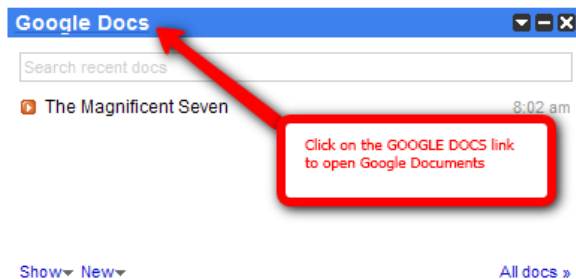 Google Docs
Search recent docs
The Magnificent Seven 8:02 am
Click on the GOOGLE DOCS link
to open Google Documents
Show New All docs »